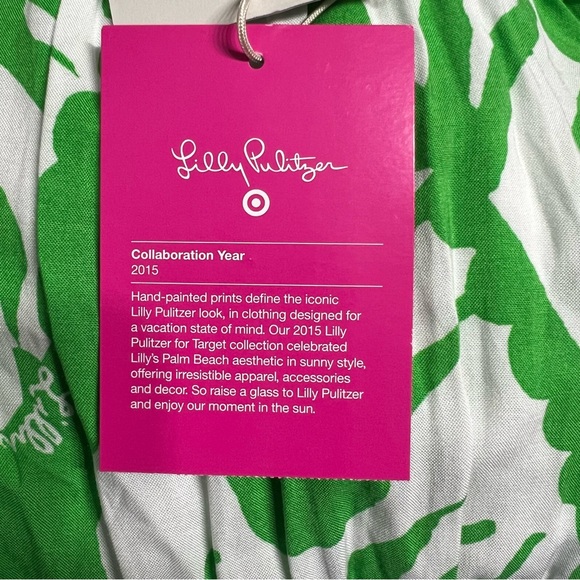 Lilly Pulitzer
Collaboration Year
2015
Hand-painted prints define the iconic
Lilly Pulitzer look, in clothing designed for
a vacation state of mind. Our 2015 Lilly
Pulitzer for Target collection celebrated
Lilly's Palm Beach aesthetic in sunny style,
offering irresistible apparel, accessories
and decor. So raise a glass to Lilly Pulitzer
and enjoy our moment in the sun.
Lilly